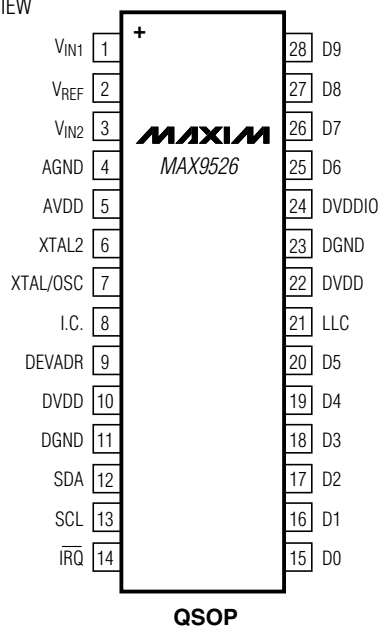 IEW
+
MAXIM
MAX9526
VIN1 1
VREF 2
VIN2 3
AGND 4
AVDD 5
XTAL2 6
XTAL/OSC 7
I.C. 8
DEVADR 9
DVDD 10
DGND 11
SDA 12
SCL 13
IRQ 14
28 D9
27 D8
26 D7
25 D6
24 DVDDIO
23 DGND
22 DVDD
21 LLC
20 D5
19 D4
18 D3
17 D2
16 D1
15 D0
QSOP